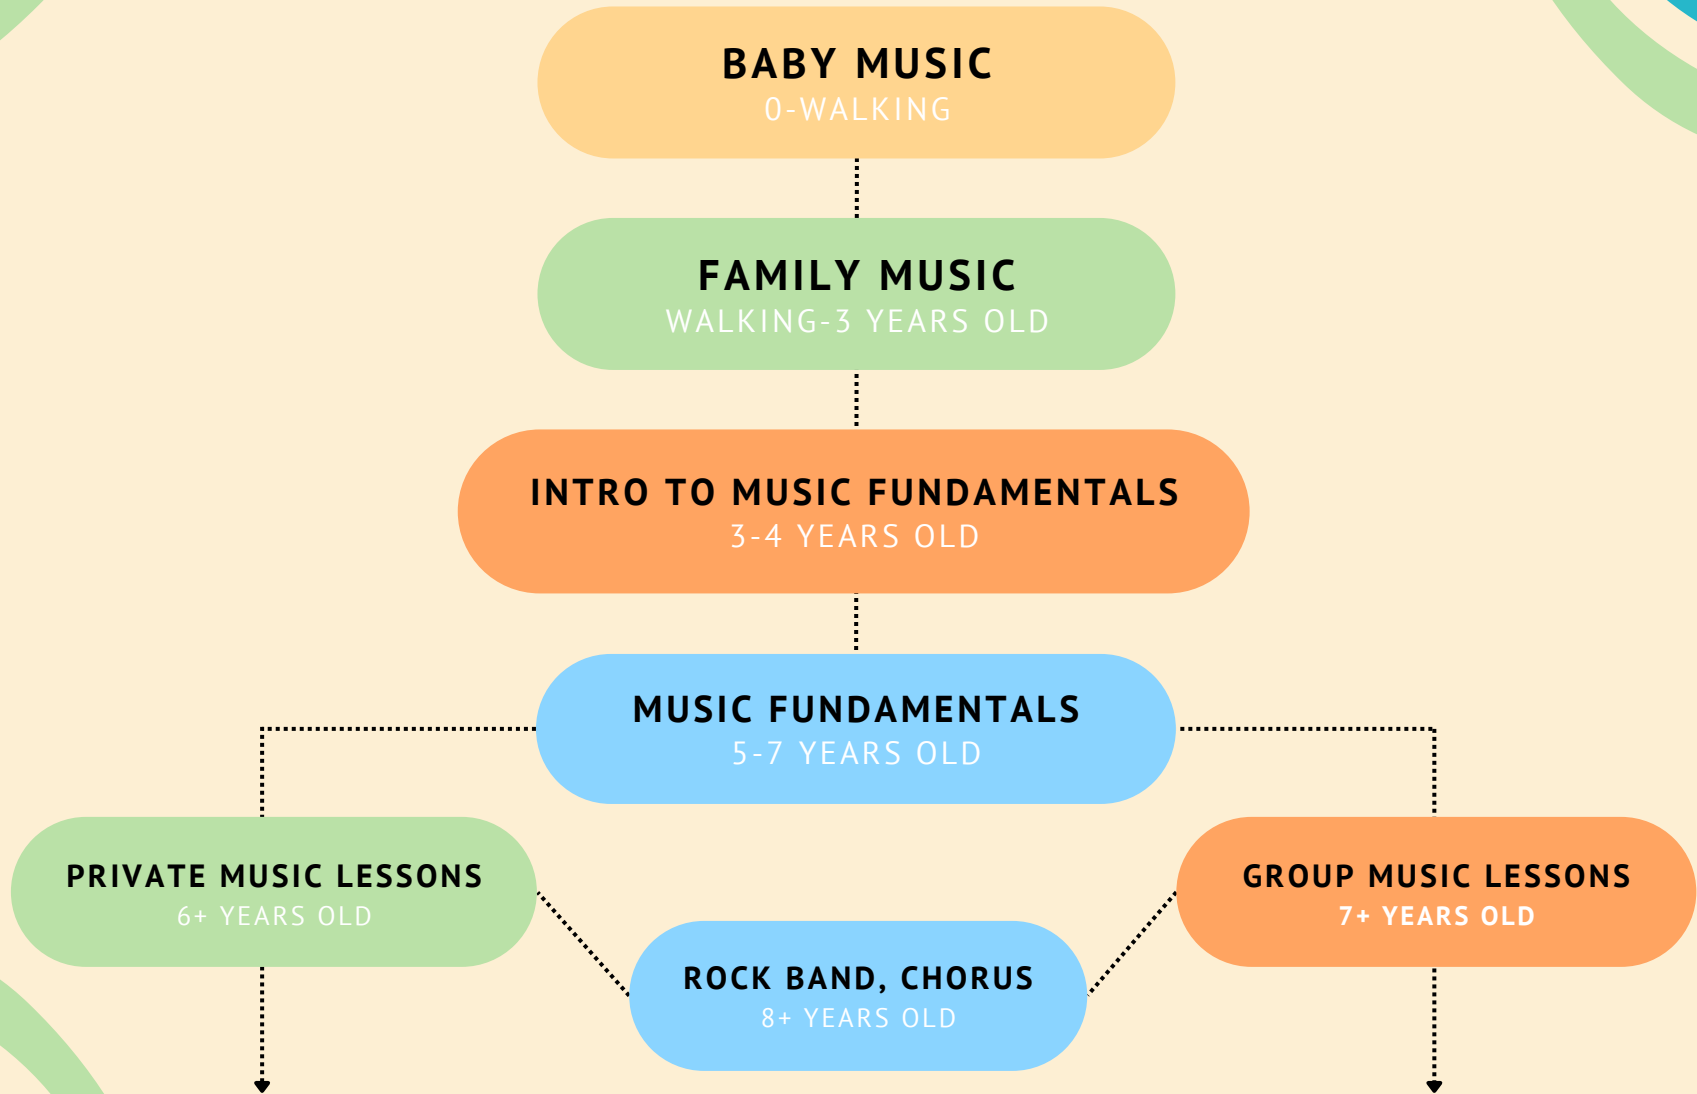 BABY MUSIC
0-WALKING
FAMILY MUSIC
WALKING-3 YEARS OLD
INTRO TO MUSIC FUNDAMENTALS
3-4 YEARS OLD
MUSIC FUNDAMENTALS
5-7 YEARS OLD
PRIVATE MUSIC LESSONS
6+ YEARS OLD
GROUP MUSIC LESSONS
7+ YEARS OLD
ROCK BAND, CHORUS
8+ YEARS OLD